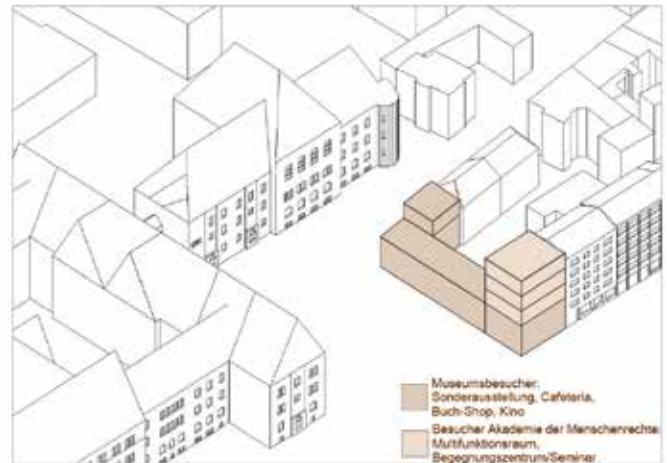 Museumsbesucher:
Sonderausstellung, Cafeteria,
Buch-Shop, Kino
Besucher Akademie der Menschenrechte:
Multifunktionsraum,
Begegnungszentrum/Seminar